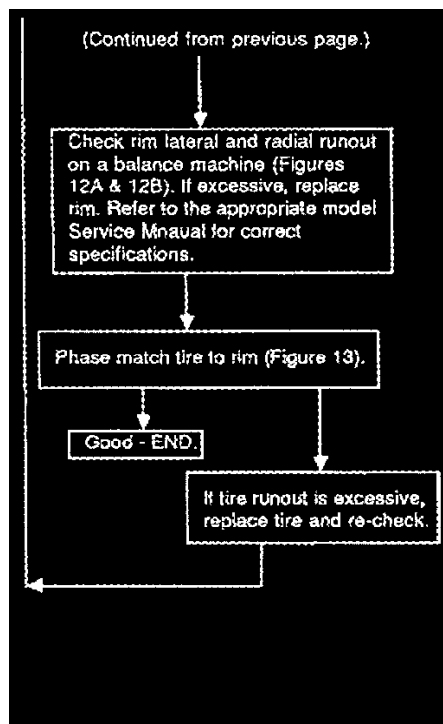 (Continued from previous page.)
Check rim lateral and radial runout
on a balance machine (Figures
12A & 12B). If excessive, replace
rim. Refer to the appropriate model
Service Mnaual for correct
specifications.
Phase match tire to rim (Figure 13).
Good - END.
If tire runout is excessive,
replace tire and re-check.